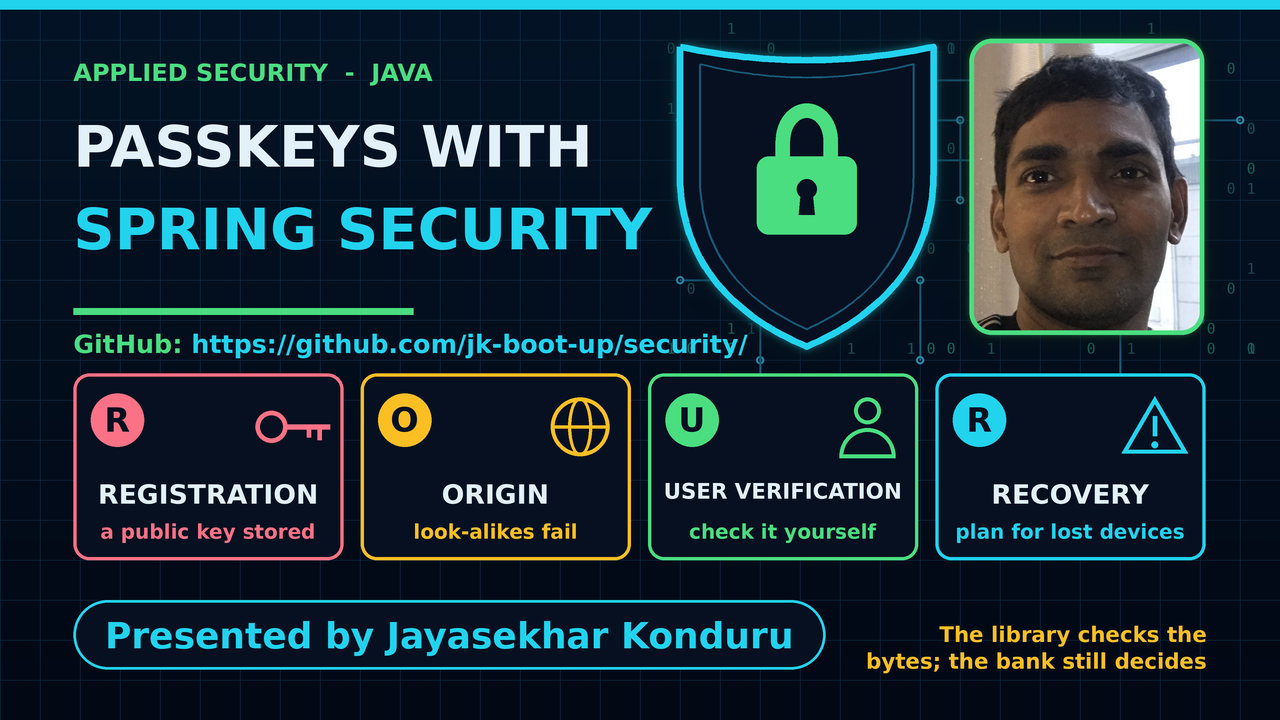 APPLIED SECURITY - JAVA
PASSKEYS WITH
SPRING SECURITY
GitHub: https://github.com/jk-boot-up/security/
R
REGISTRATION
a public key stored
O
ORIGIN
look-alikes fail
U
USER VERIFICATION
check it yourself
R
RECOVERY
plan for lost devices
Presented by Jayasekhar Konduru
The library checks the
bytes; the bank still decides